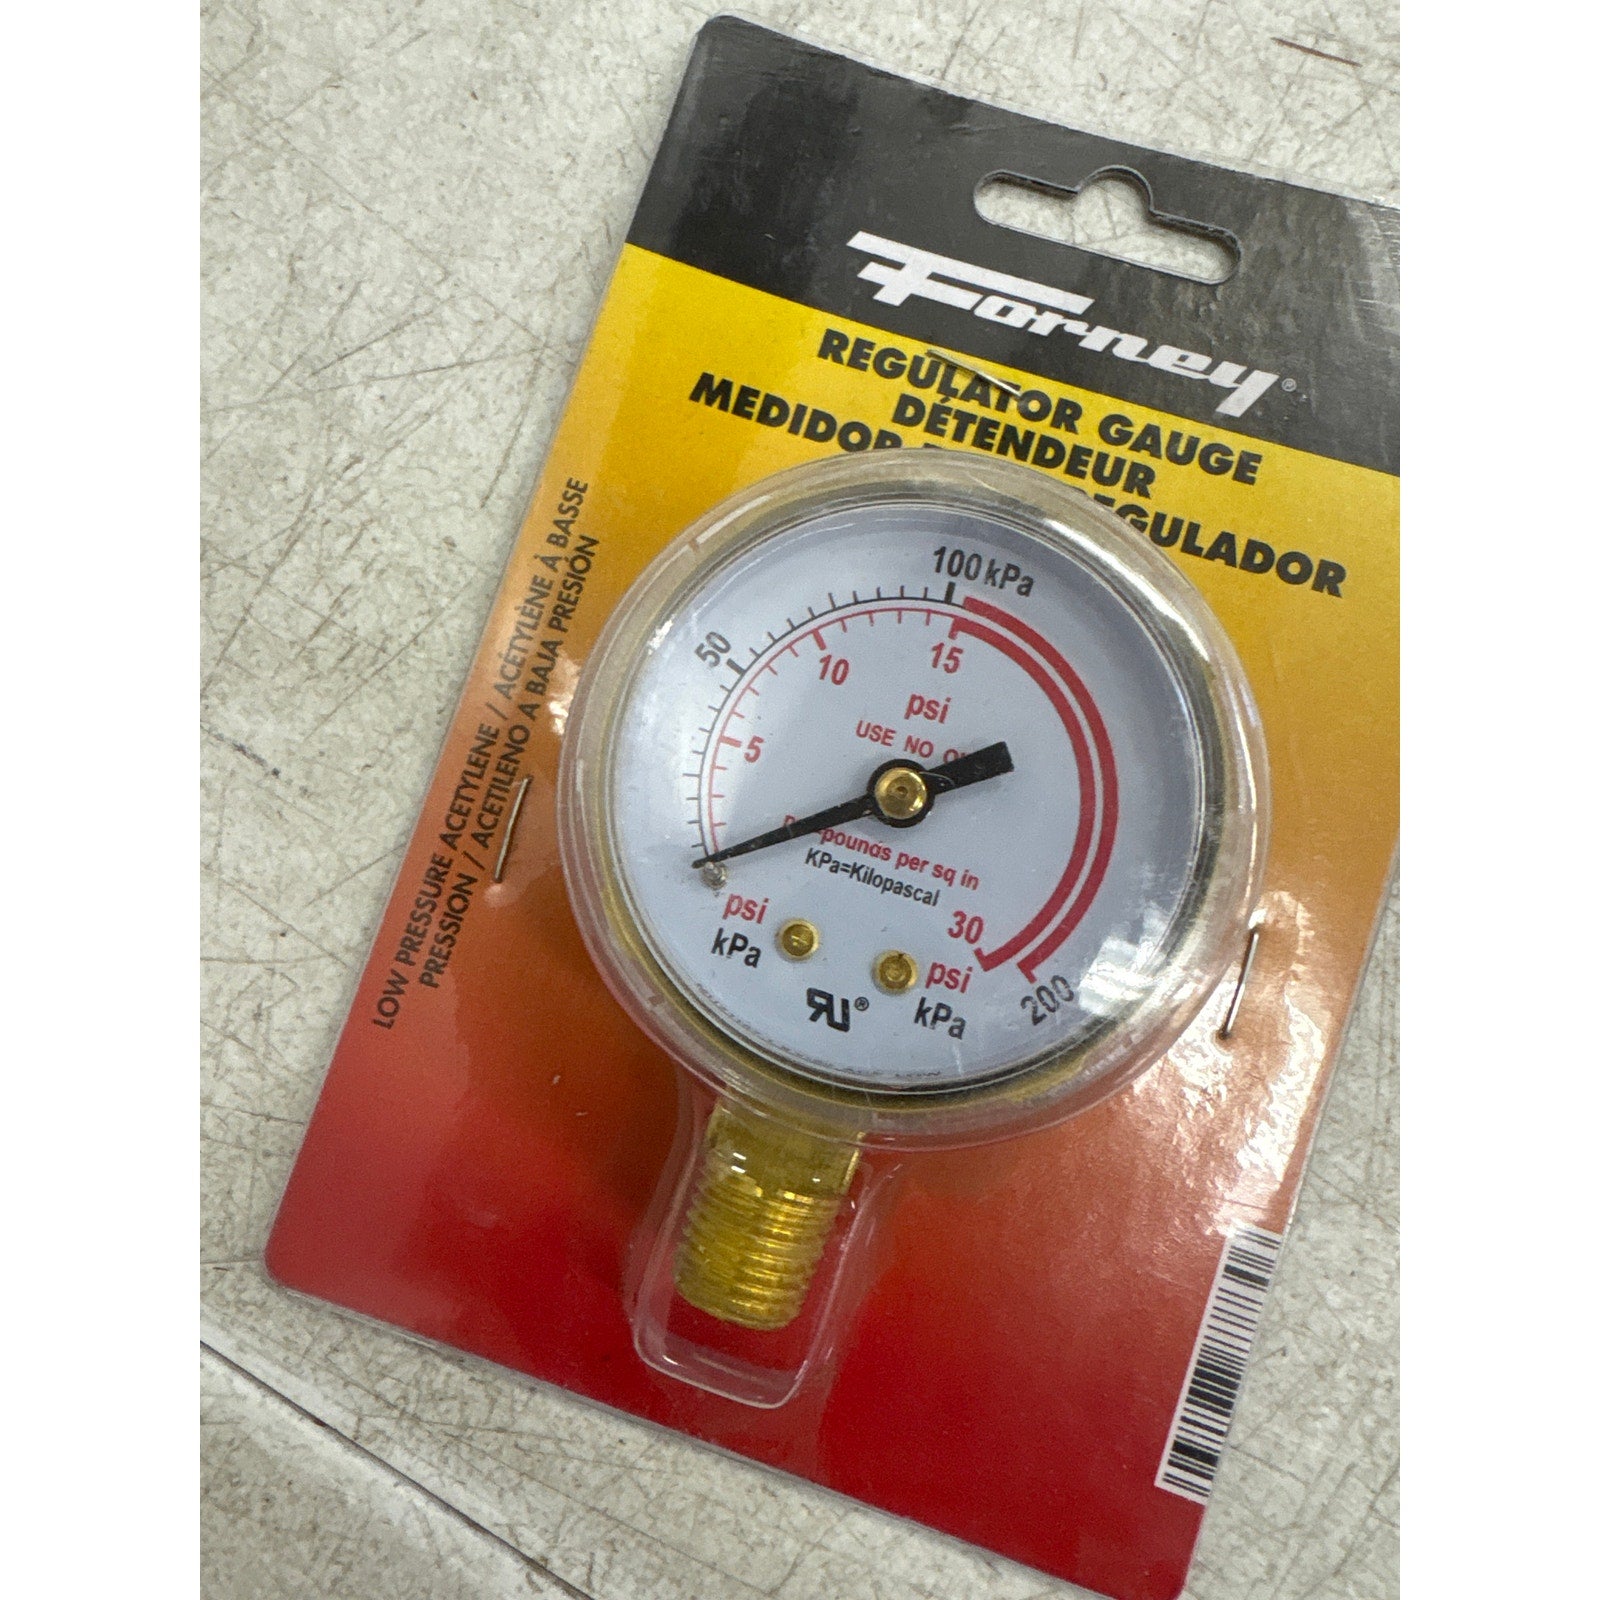 Forney®
REGULATOR GAUGE
DÉTENDEUR
MEDIDOR
REGULADOR
LOW PRESSURE ACETYLENE / ACÉTYLÈNE À BASSE
PRESSION / ACETILENO A BAJA PRESIÓN
100 kPa
50
15
10
5
psi
USE NO
pounds per sq in
KPa=Kilopascal
psi
kPa
30
psi
kPa
200